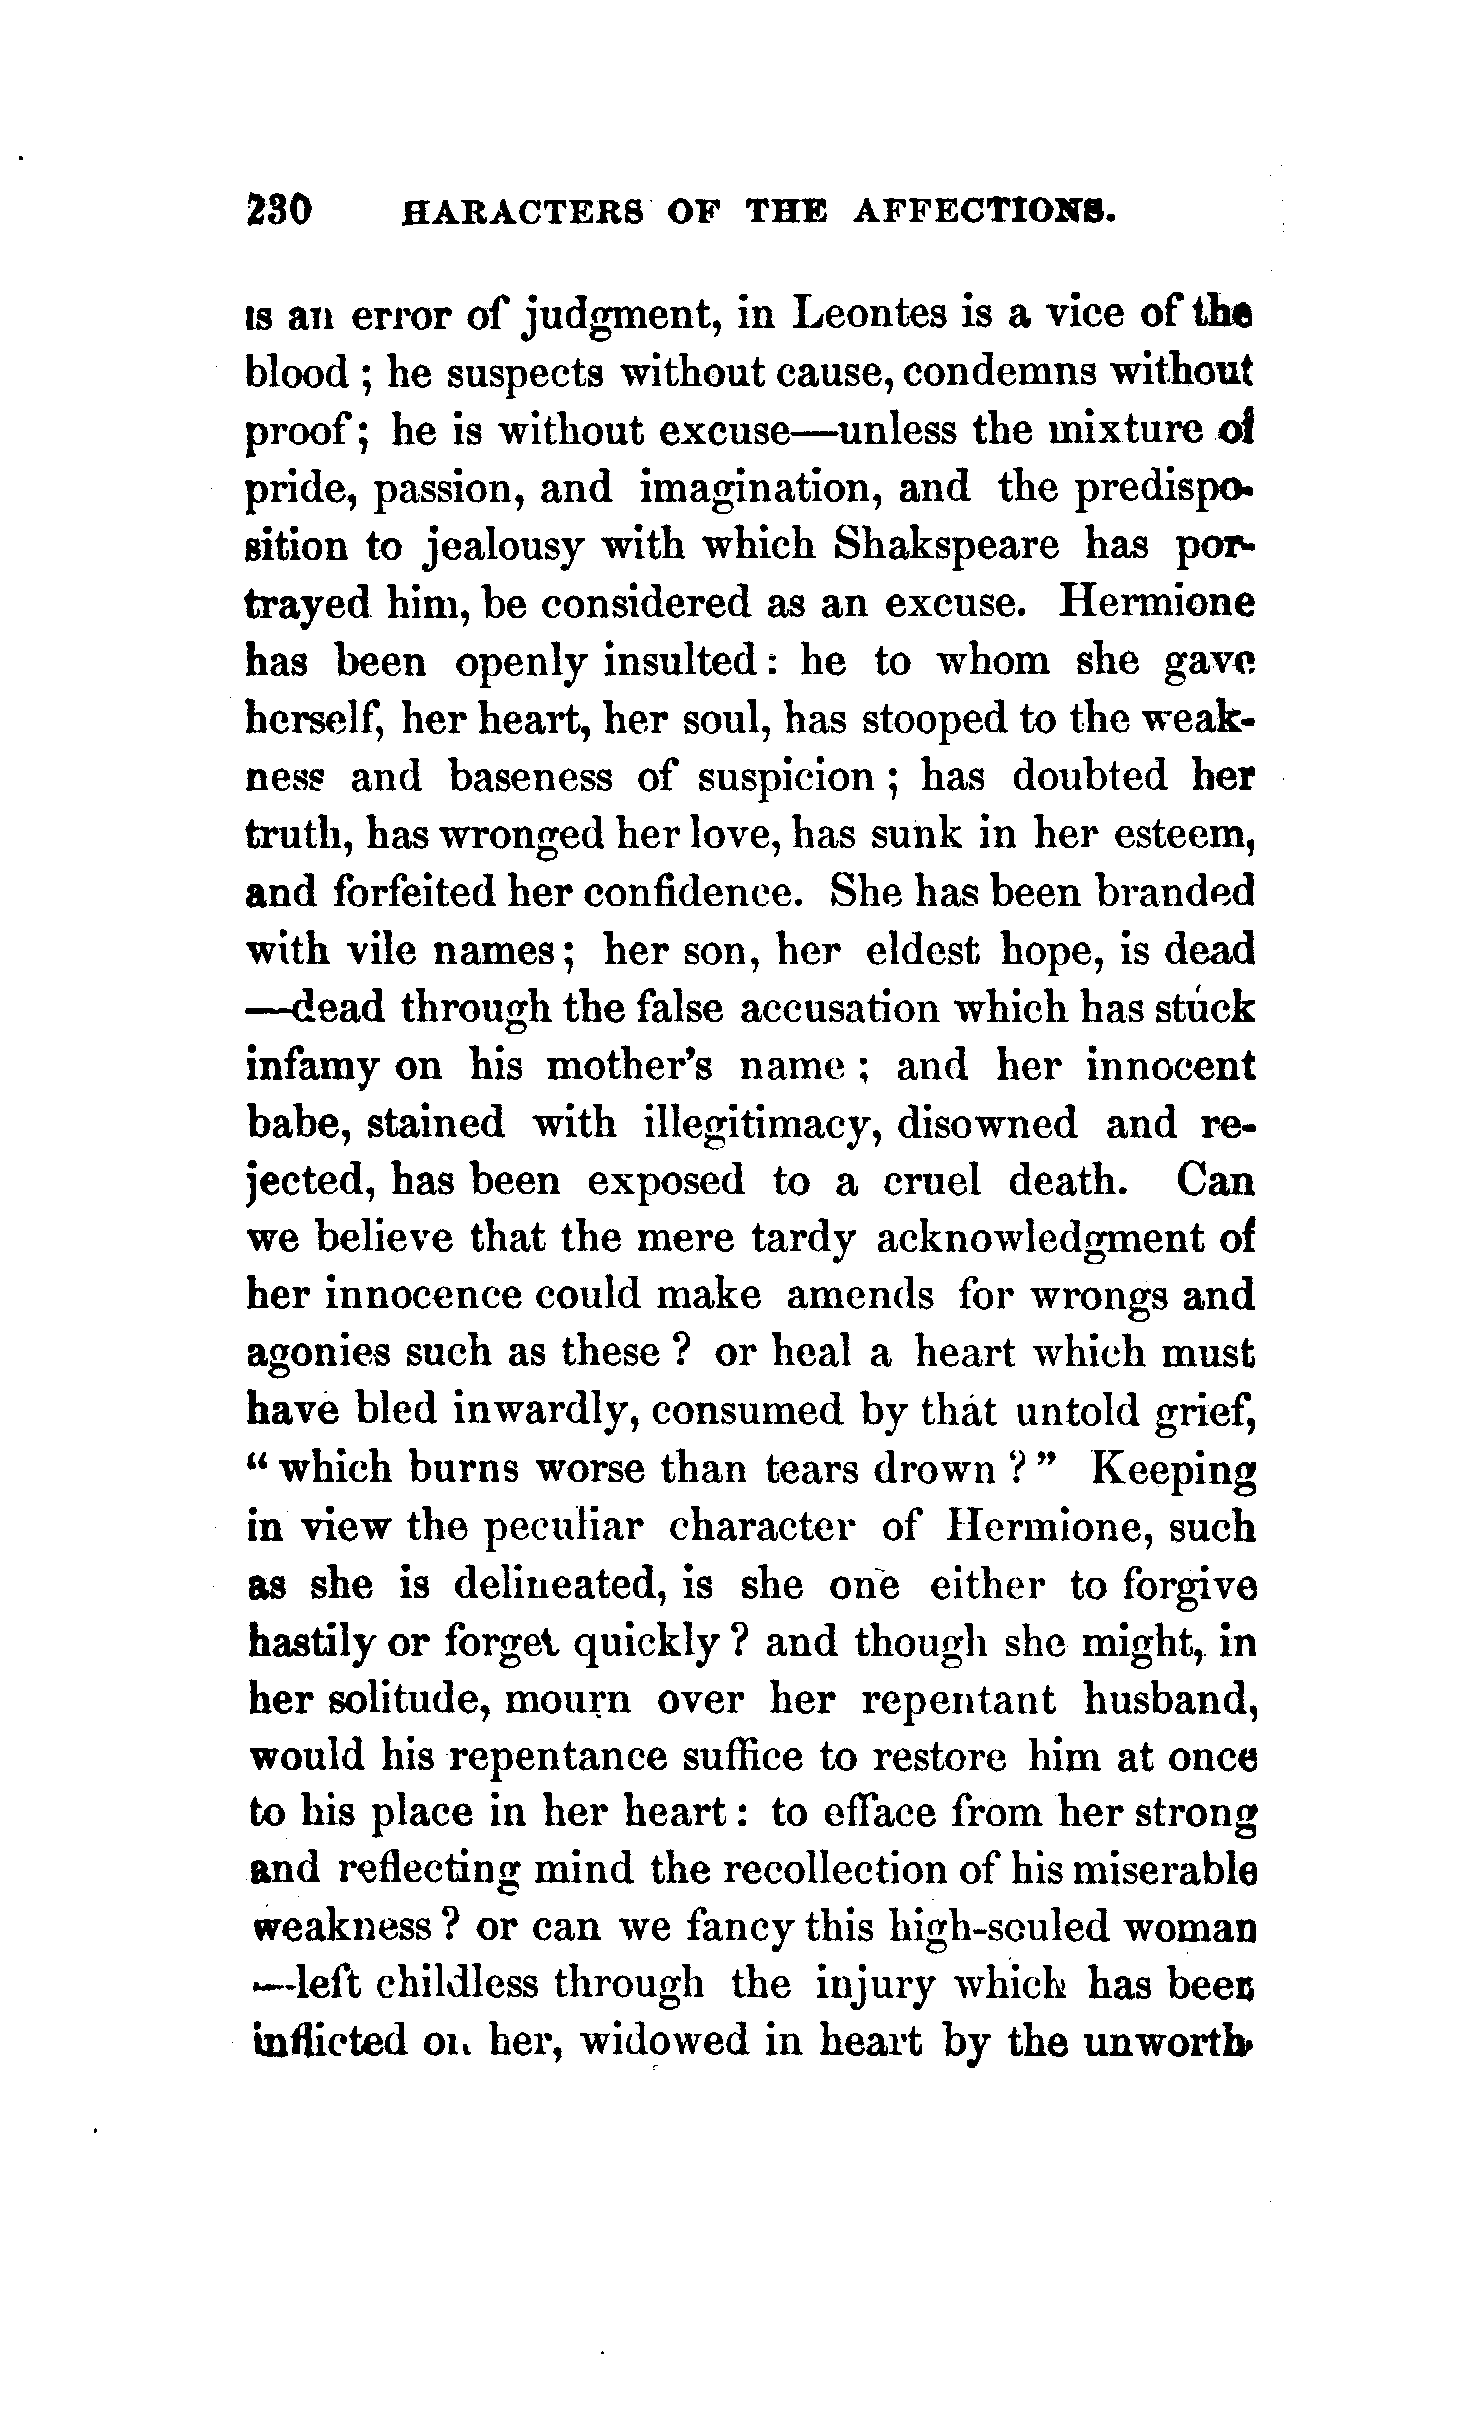 230 HARACTERS OF THE AFFECTIONS.
is an error of judgment, in Leontes is a vice of the
blood ; he suspects without cause, condemns without
proof; he is without excuse—unless the mixture of
pride, passion, and imagination, and the predispo-
sition to jealousy with which Shakspeare has por-
trayed him, be considered as an excuse. Hermione
has been openly insulted : he to whom she gave
herself, her heart, her soul, has stooped to the weak-
ness and baseness of suspicion ; has doubted her
truth, has wronged her love, has sunk in her esteem,
and forfeited her confidence. She has been branded
with vile names ; her son, her eldest hope, is dead
—dead through the false accusation which has stuck
infamy on his mother's name ; and her innocent
babe, stained with illegitimacy, disowned and re-
jected, has been exposed to a cruel death. Can
we believe that the mere tardy acknowledgment of
her innocence could make amends for wrongs and
agonies such as these ? or heal a heart which must
have bled inwardly, consumed by that untold grief,
“ which burns worse than tears drown ? ” Keeping
in view the peculiar character of Hermione, such
as she is delineated, is she one either to forgive
hastily or forget quickly ? and though she might, in
her solitude, mourn over her repentant husband,
would his repentance suffice to restore him at once
to his place in her heart : to efface from her strong
and reflecting mind the recollection of his miserable
weakness ? or can we fancy this high-souled woman
—left childless through the injury which has been
inflicted on her, widowed in heart by the unworth-